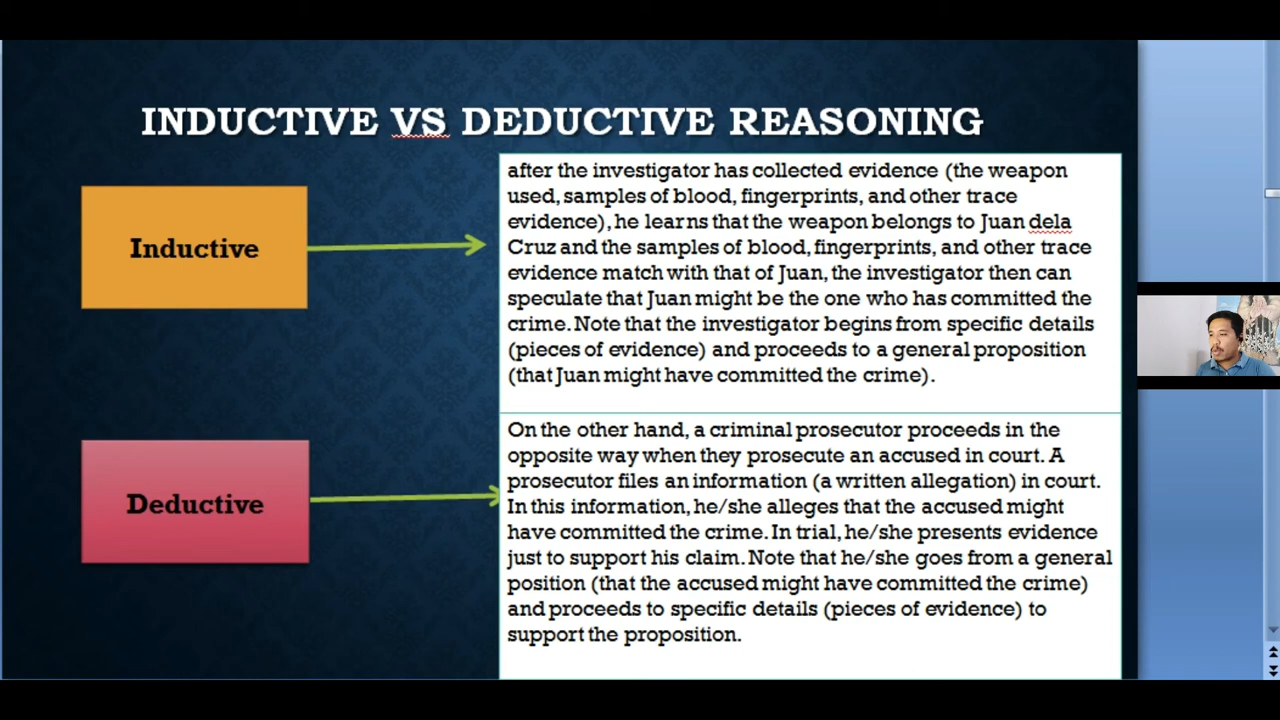 INDUCTIVE VS DEDUCTIVE REASONING
Inductive
after the investigator has collected evidence (the weapon
used, samples of blood, fingerprints, and other trace
evidence), he learns that the weapon belongs to Juan dela
Cruz and the samples of blood, fingerprints, and other trace
evidence match with that of Juan, the investigator then can
speculate that Juan might be the one who has committed the
crime. Note that the investigator begins from specific details
(pieces of evidence) and proceeds to a general proposition
(that Juan might have committed the crime).
Deductive
On the other hand, a criminal prosecutor proceeds in the
opposite way when they prosecute an accused in court. A
prosecutor files an information (a written allegation) in court.
In this information, he/she alleges that the accused might
have committed the crime. In trial, he/she presents evidence
just to support his claim. Note that he/she goes from a general
position (that the accused might have committed the crime)
and proceeds to specific details (pieces of evidence) to
support the proposition.